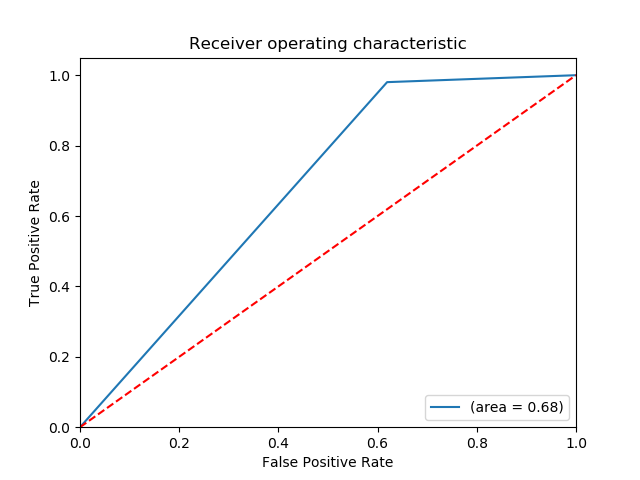 Receiver operating characteristic
1.0
0.8
0.6
0.4
0.2
0.0
True Positive Rate
(area = 0.68)
0.0 0.2 0.4 0.6 0.8 1.0
False Positive Rate